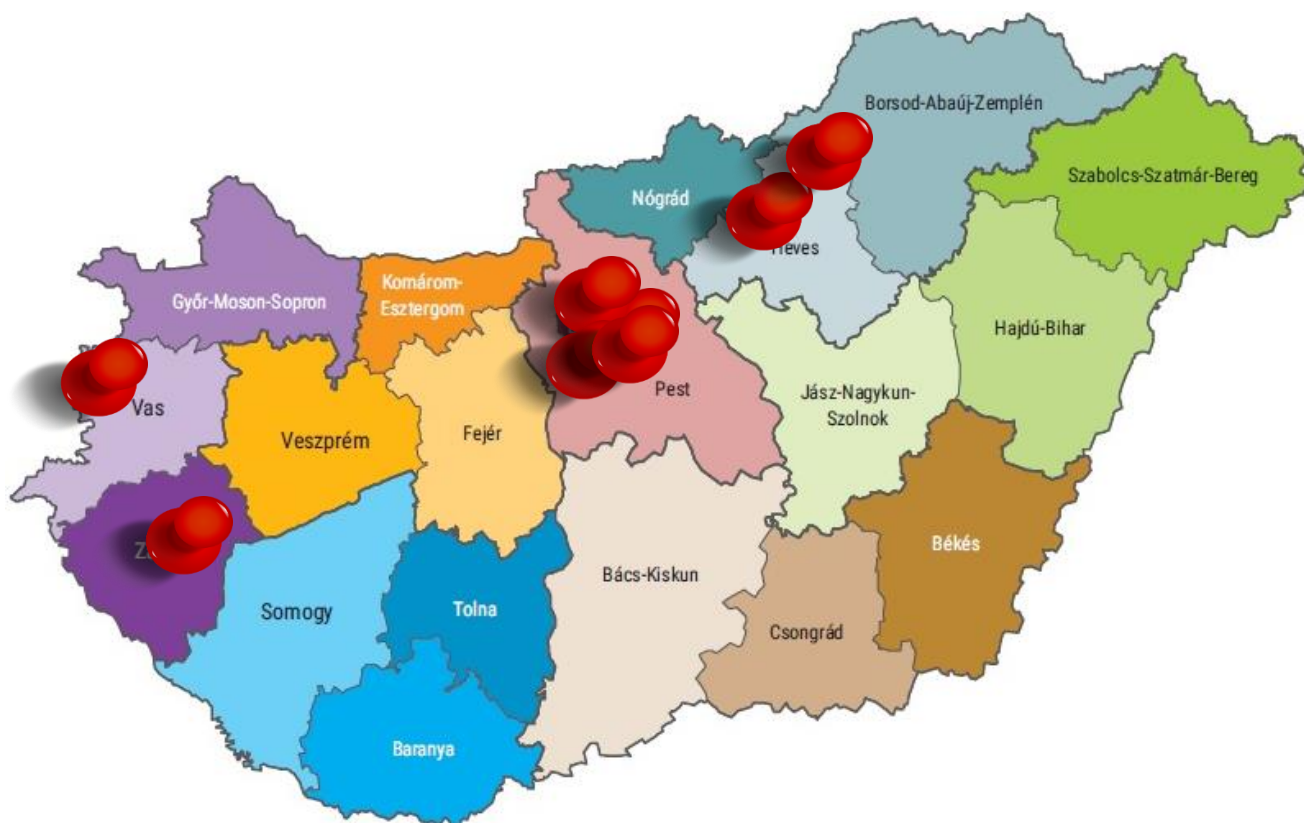 Borsod-Abaúj-Zemplén
Szabolcs-Szatmár-Bereg
Nógrád
Heves
Győr-Moson-Sopron
Komárom-
Esztergom
Hajdú-Bihar
Vas
Veszprém
Fejér
Pest
Jász-Nagykun-
Szolnok
Békés
Bács-Kiskun
Somogy
Tolna
Csongrád
Baranya